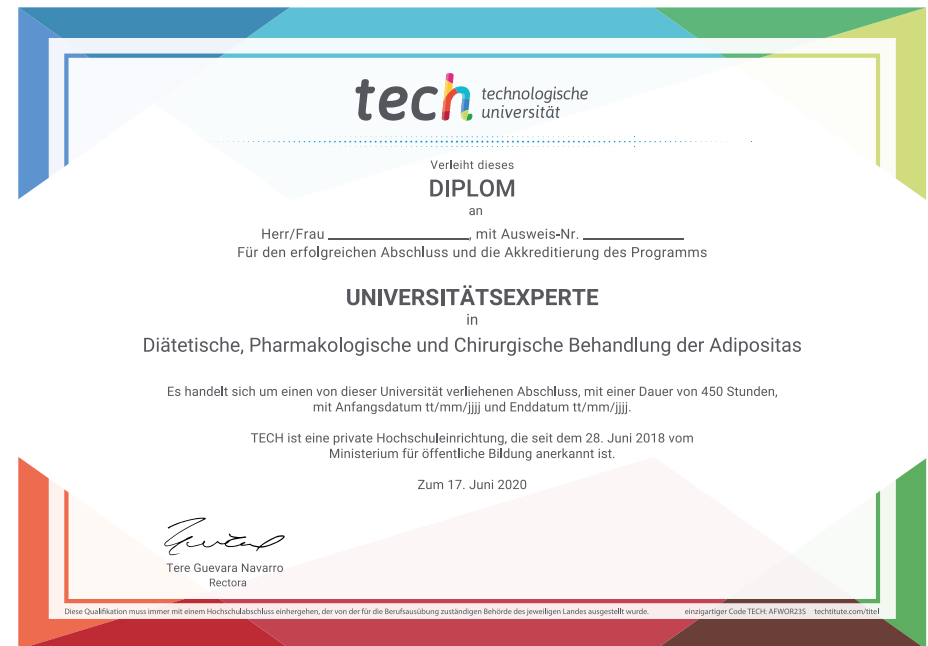 tech technologische
universität
Verleiht dieses
DIPLOM
an
Herr/Frau ____________, mit Ausweis-Nr. ____________
Für den erfolgreichen Abschluss und die Akkreditierung des Programms
UNIVERSITÄTSEXPERTE
in
Diätetische, Pharmakologische und Chirurgische Behandlung der Adipositas
Es handelt sich um einen von dieser Universität verliehenen Abschluss, mit einer Dauer von 450 Stunden,
mit Anfangsdatum tt/mm/jjjj und Enddatum tt/mm/jjjj.
TECH ist eine private Hochschuleinrichtung, die seit dem 28. Juni 2018 vom
Ministerium für öffentliche Bildung anerkannt ist.
Zum 17. Juni 2020
Tere Guevara Navarro
Rectora
Diese Qualifikation muss immer mit einem Hochschulabschluss einhergehen, der von der für die Berufsausübung zuständigen Behörde des jeweiligen Landes ausgestellt wurde. einzigartiger Code TECH: AFWOR23S techtitute.com/titel